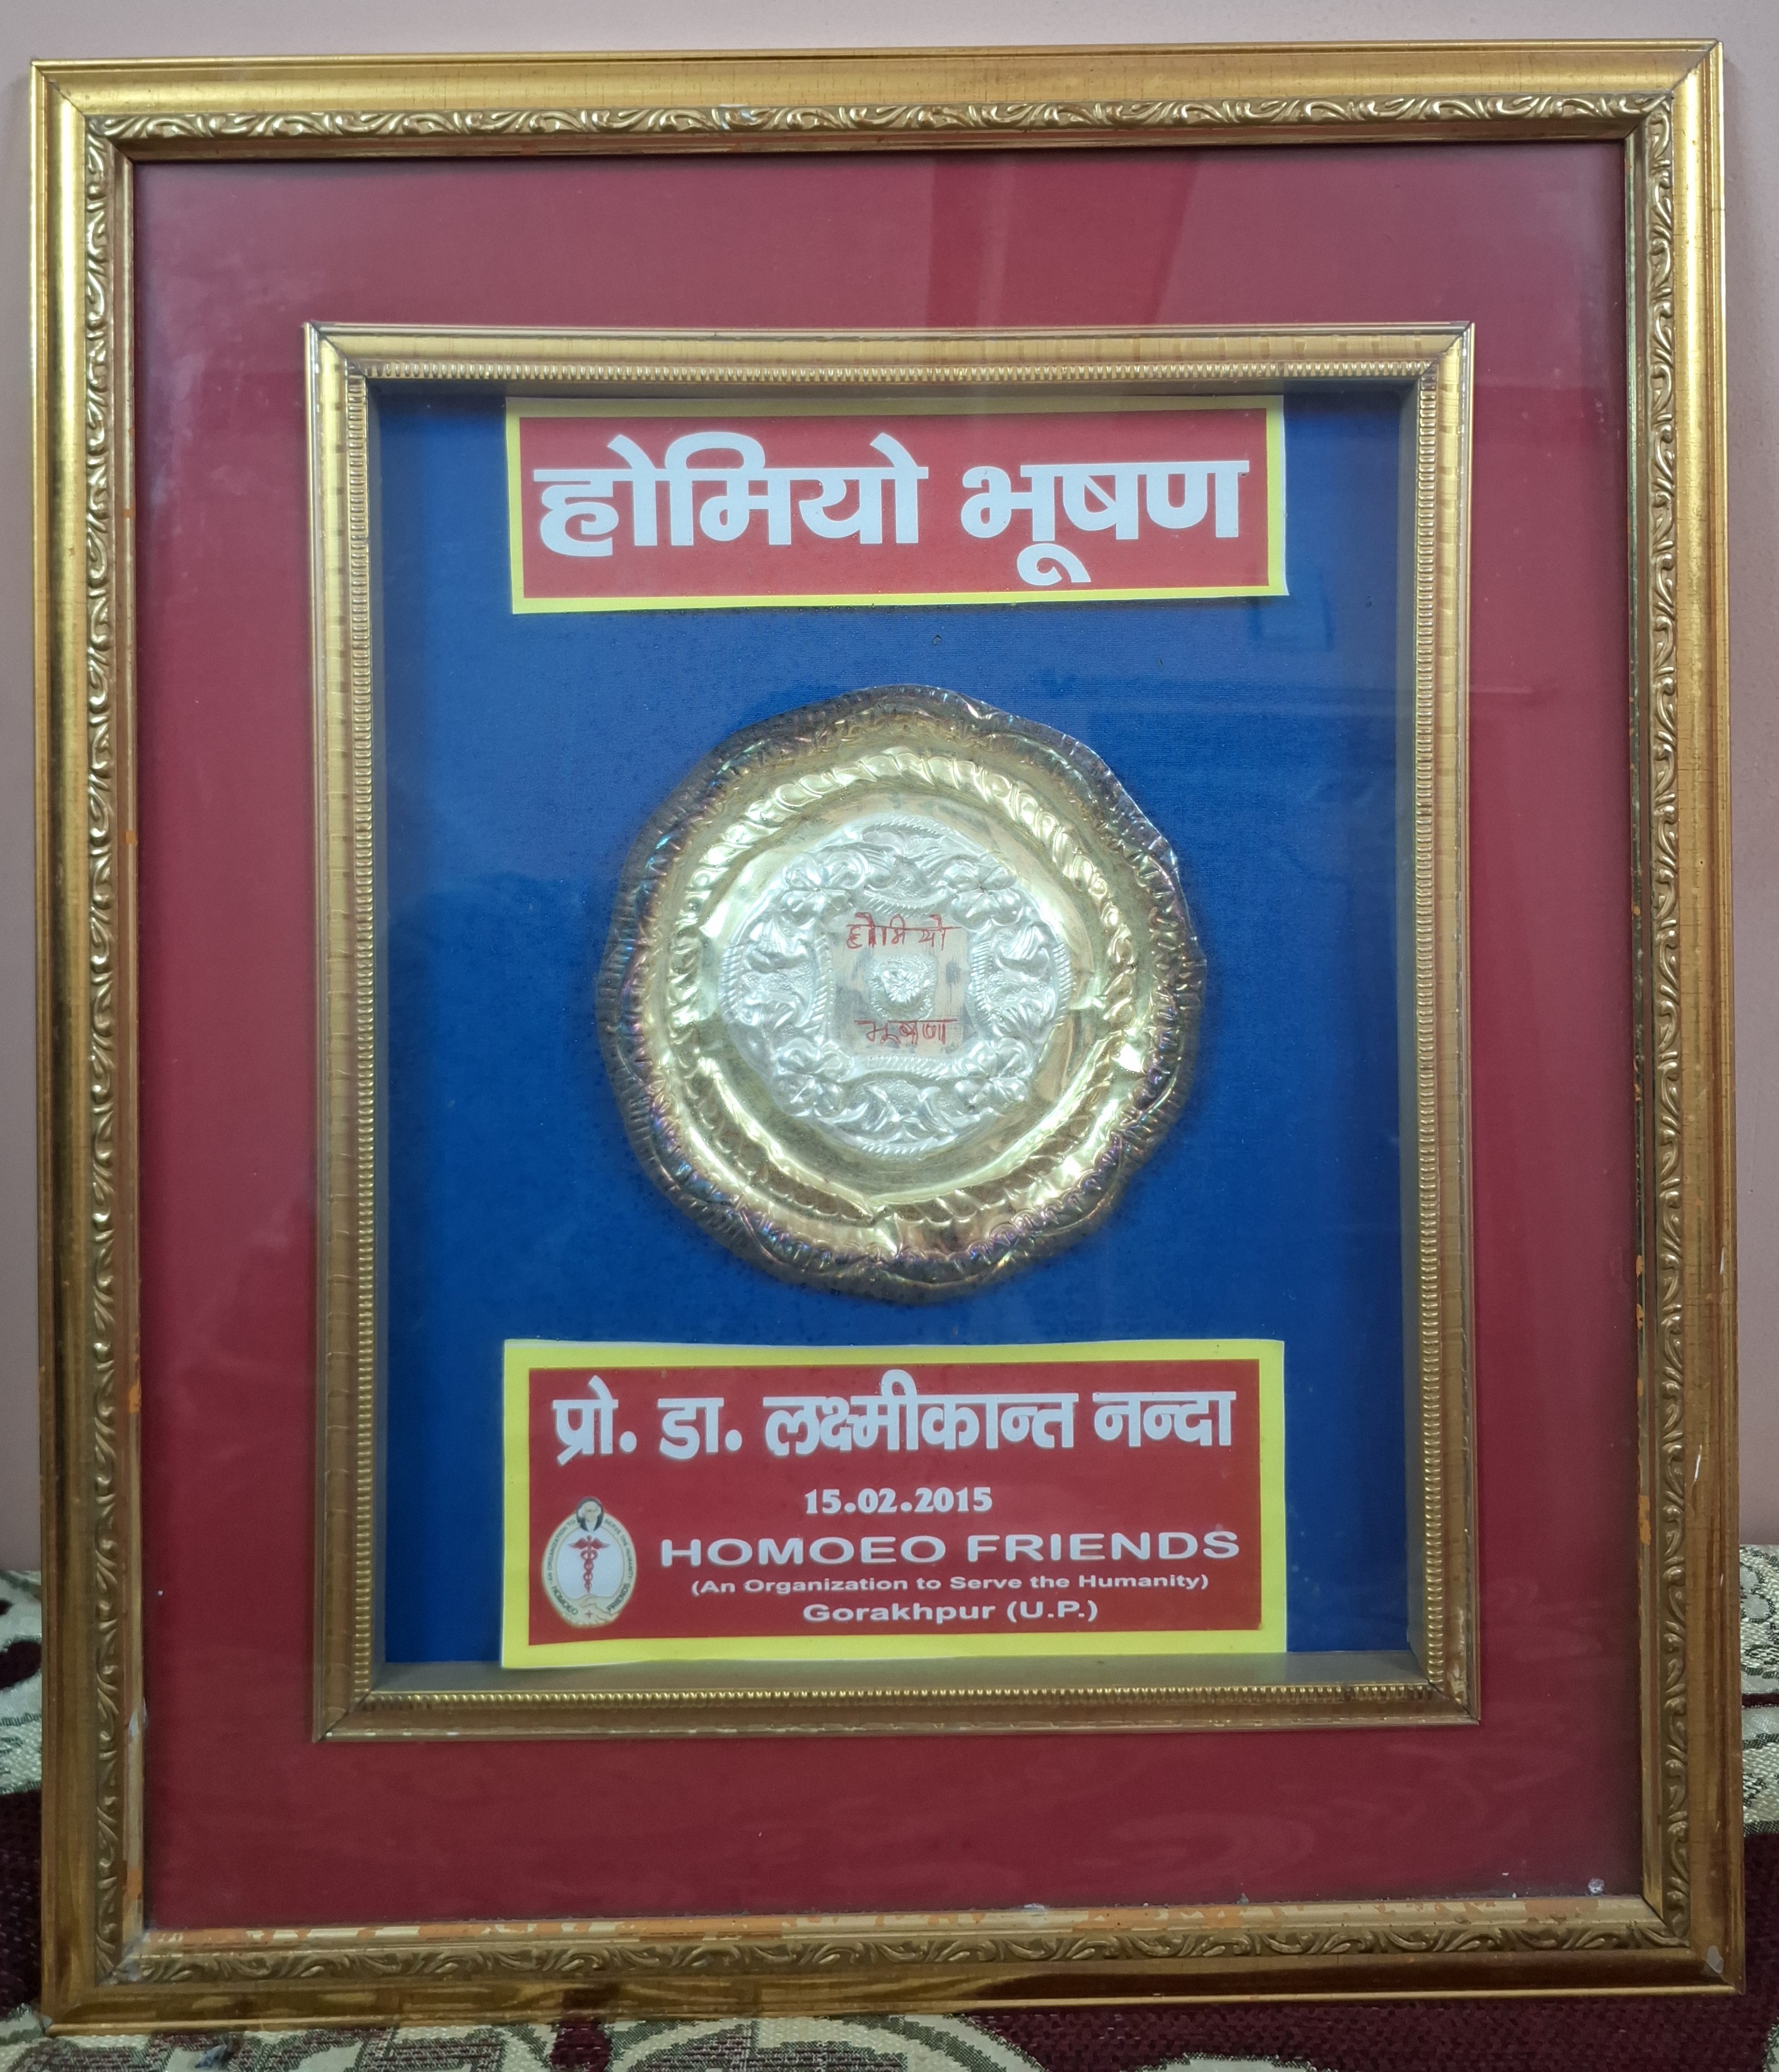 होमियो भूषण
होमियो
भूषण
प्रो. डा. लक्ष्मीकान्त नन्दा
15.02.2015
HOMOEO FRIENDS
(An Organization to Serve the Humanity)
Gorakhpur (U.P.)